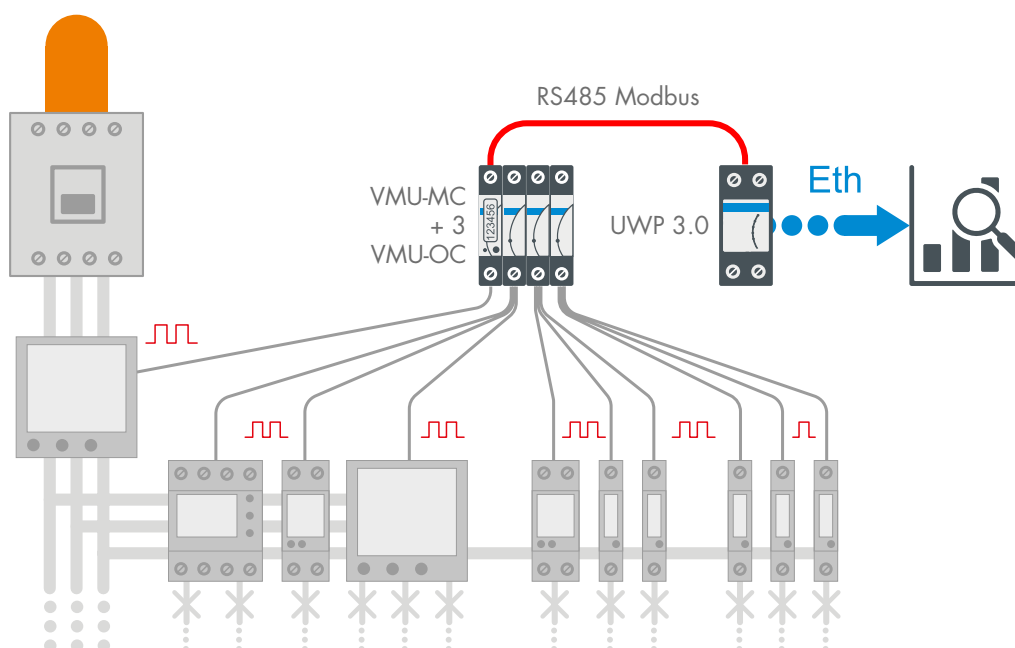 RS485 Modbus
VMU-MC
+ 3
VMU-OC
123456
UWP 3.0
Eth